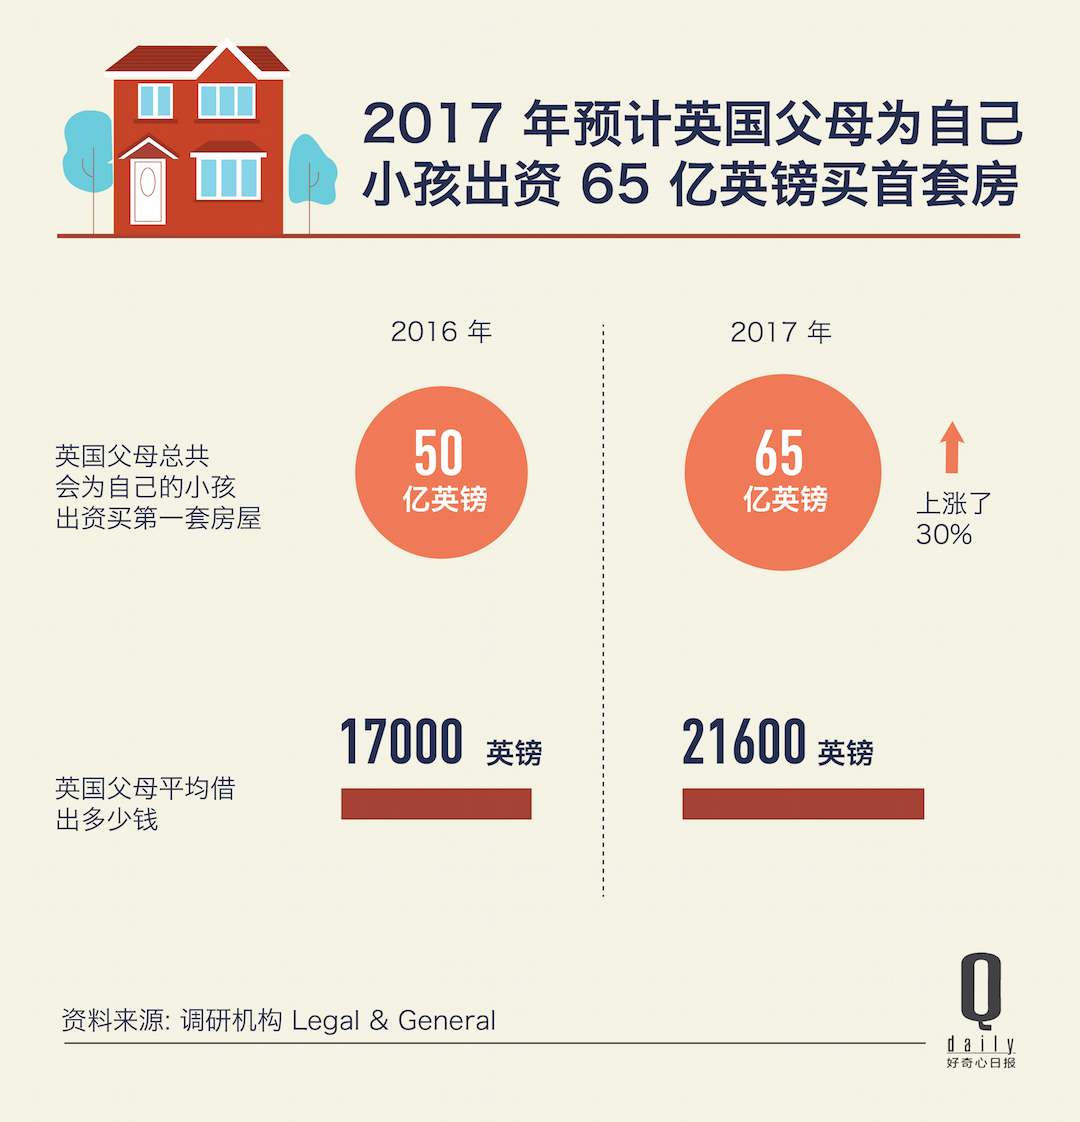 2017 年预计英国父母为自己
小孩出资 65 亿英镑买首套房
2016 年
2017 年
英国父母总共
会为自己的小孩
出资买第一套房屋
50
亿英镑
65
亿英镑
上涨了
30%
英国父母平均借
出多少钱
17000 英镑
21600 英镑
资料来源: 调研机构 Legal & General
Q
daily
好奇心日报